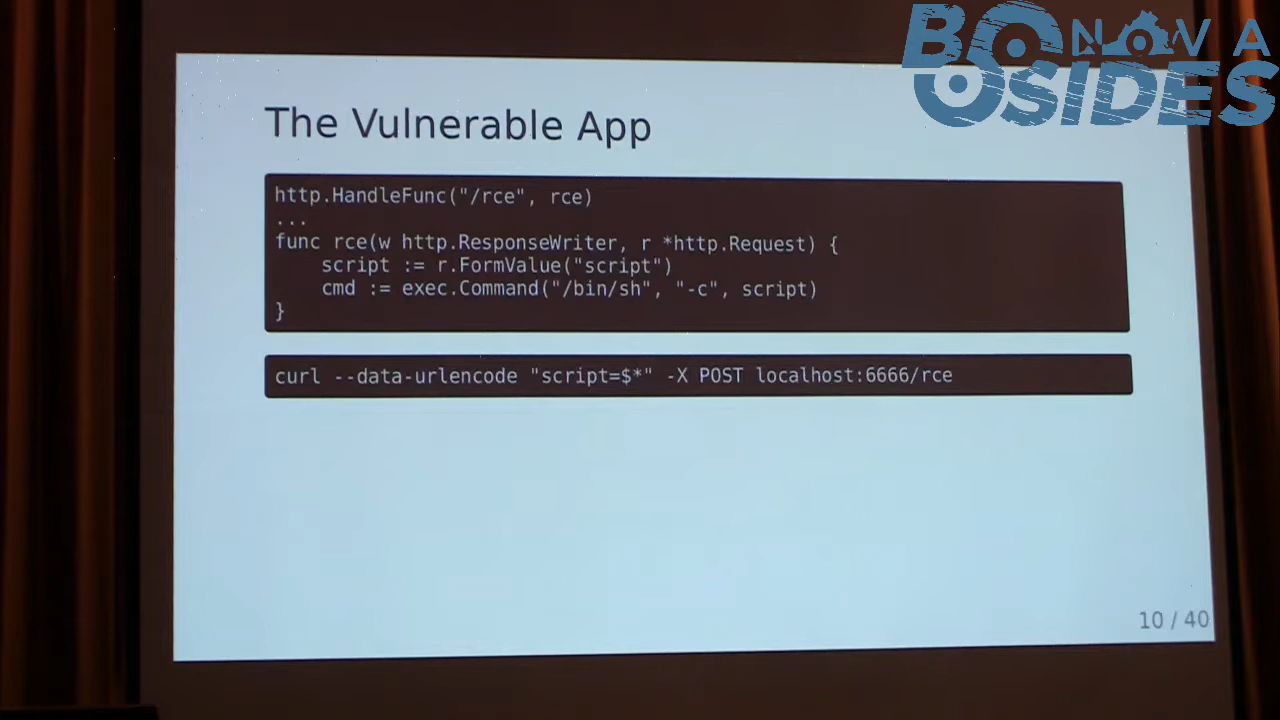 BSIDES
NOVA
The Vulnerable App
http.HandleFunc("/rce", rce)
...
func rce(w http.ResponseWriter, r *http.Request) {
    script := r.FormValue("script")
    cmd := exec.Command("/bin/sh", "-c", script)
}
curl --data-urlencode "script=$*" -X POST localhost:6666/rce
10 / 40